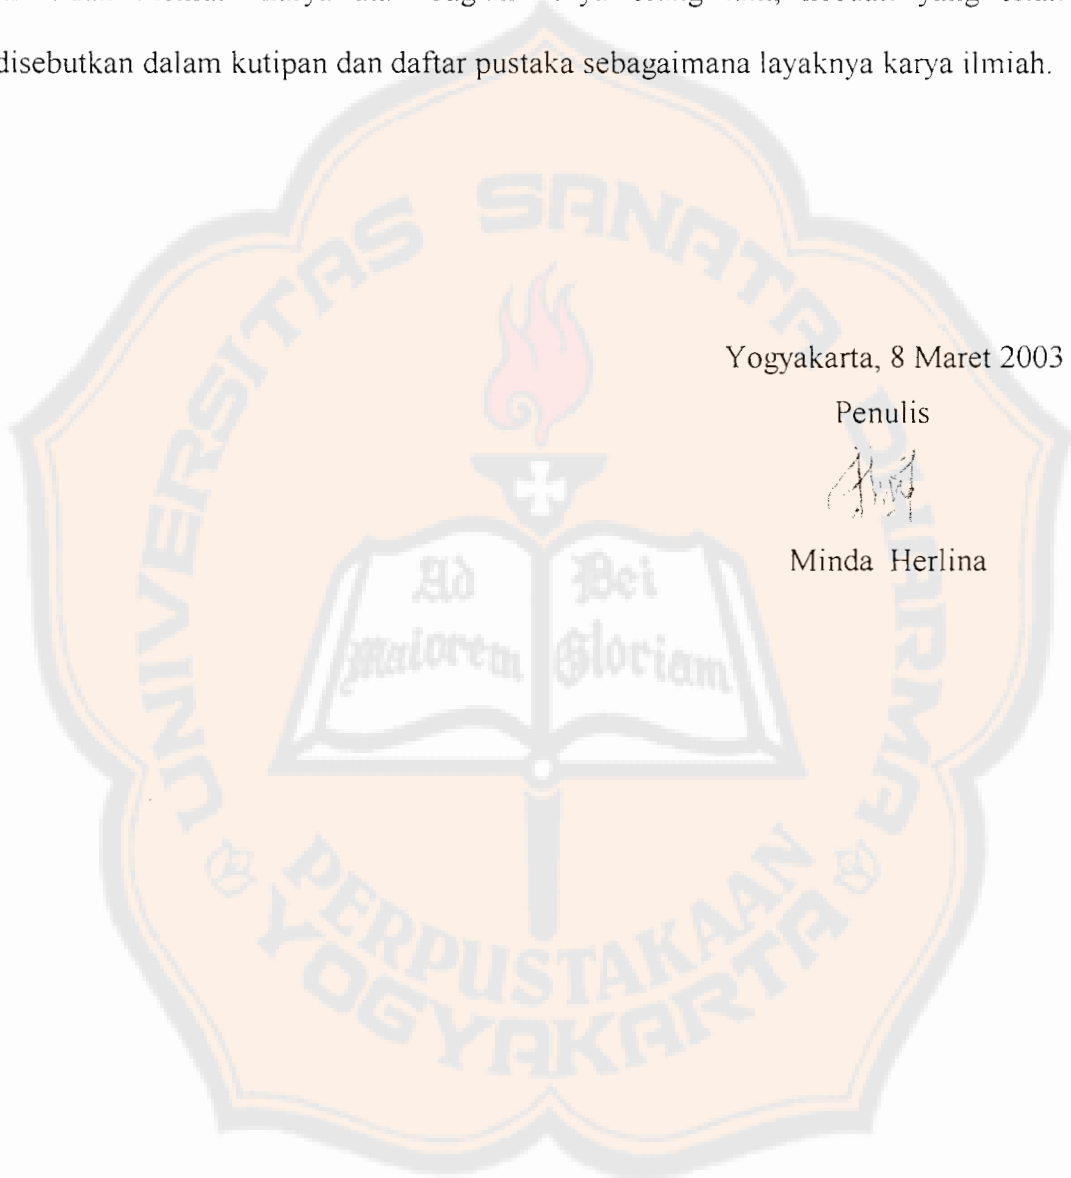 disebutkan dalam kutipan dan daftar pustaka sebagaimana layaknya karya ilmiah.
UNIVERSITAS SANATA DHARMA
Yogyakarta, 8 Maret 2003
Penulis
Minda Herlina
Ad Dei
Maiorem Gloriam
PERPUSTAKAAN
YOGYAKARTA